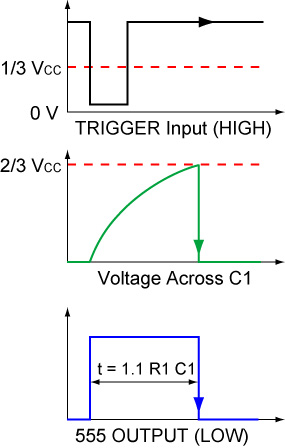 1/3 Vcc
0 V
TRIGGER Input (HIGH)
2/3 Vcc
Voltage Across C1
t = 1.1 R1 C1
555 OUTPUT (LOW)